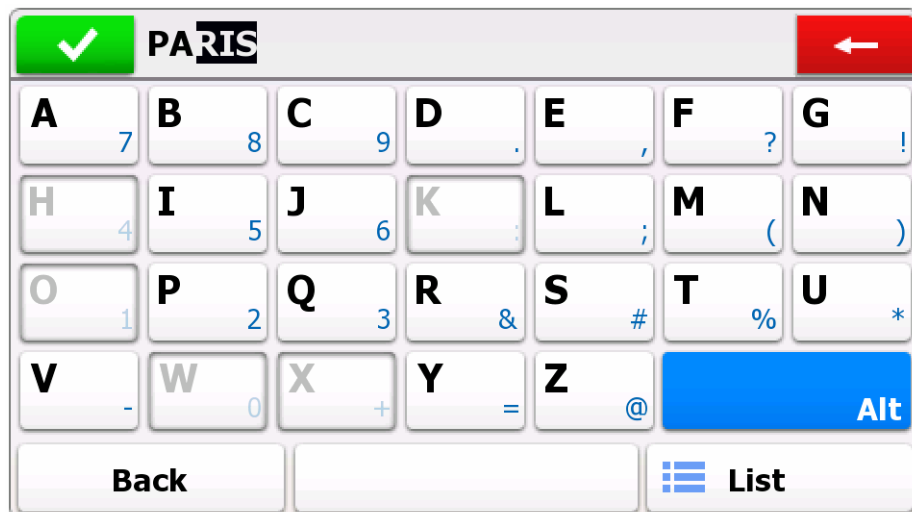 PARIS
A 7 B 8 C 9 D . E , F ? G !
H 4 I 5 J 6 K : L ; M ( N )
O 1 P 2 Q 3 R & S # T % U *
V - W 0 X + Y = Z @ Alt
Back List